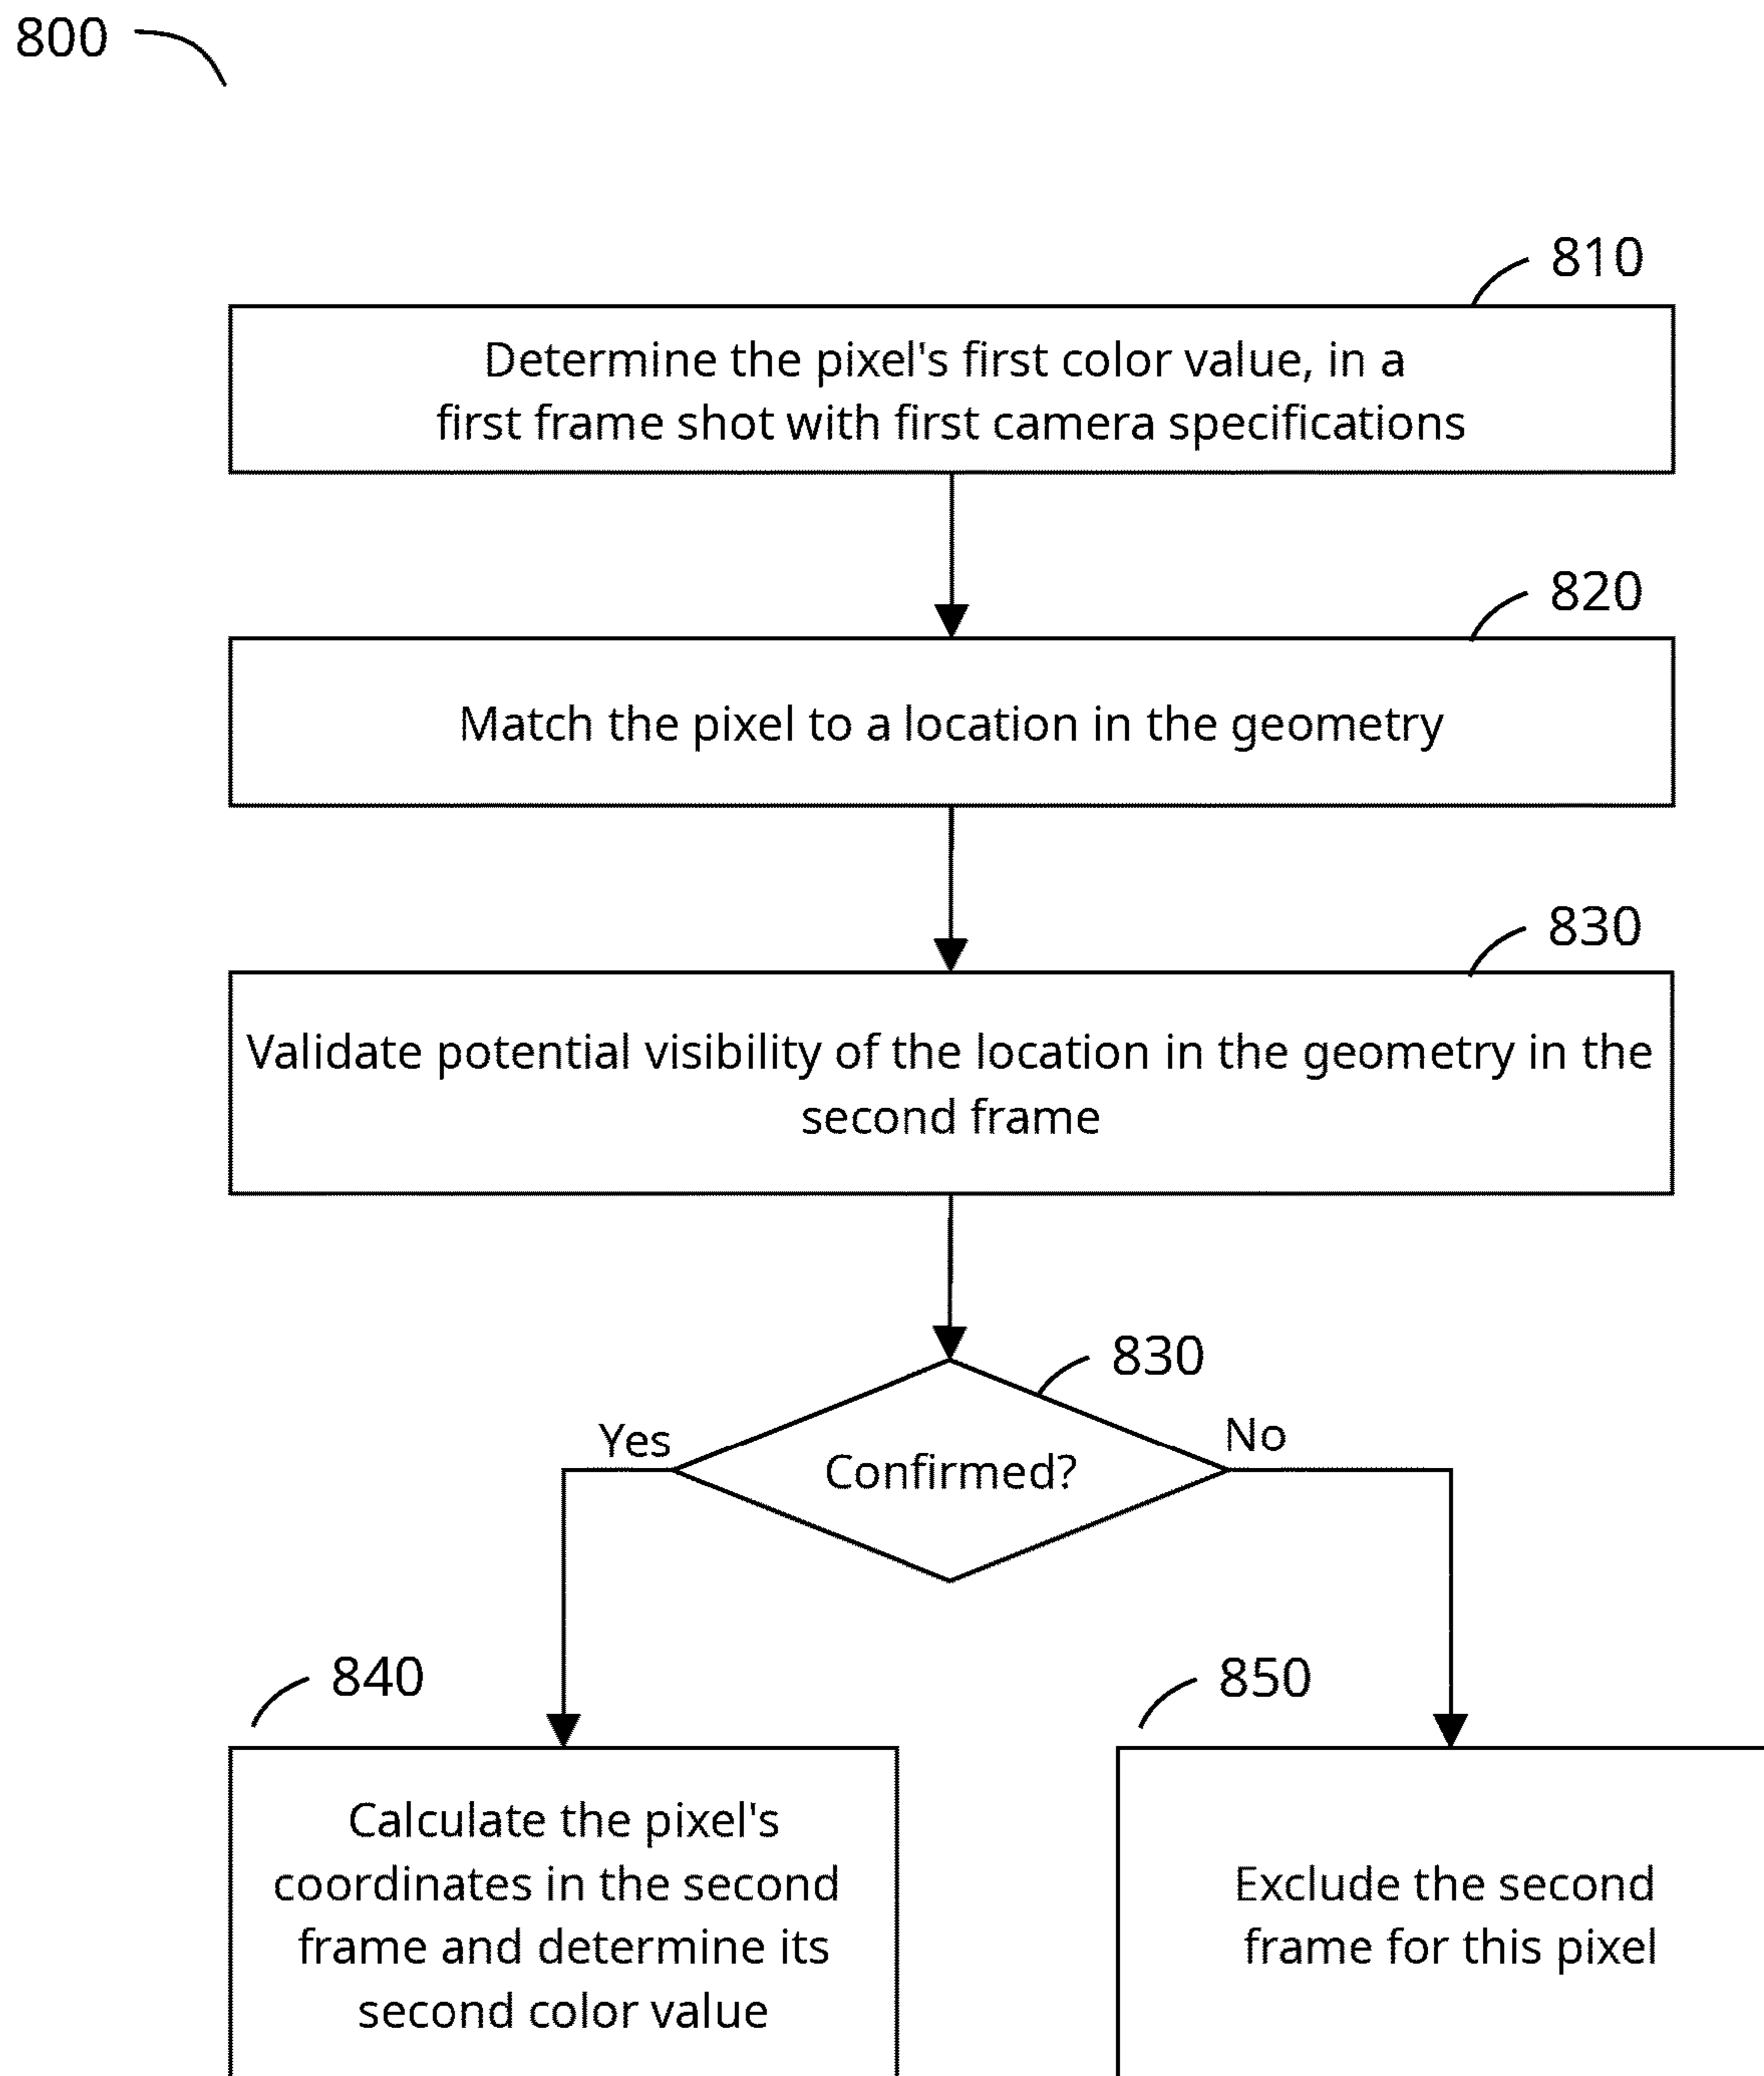 800
810
Determine the pixel's first color value, in a
first frame shot with first camera specifications
820
Match the pixel to a location in the geometry
830
Validate potential visibility of the location in the geometry in the
second frame
830
Yes
Confirmed?
No
840
850
Calculate the pixel's
coordinates in the second
frame and determine its
second color value
Exclude the second
frame for this pixel